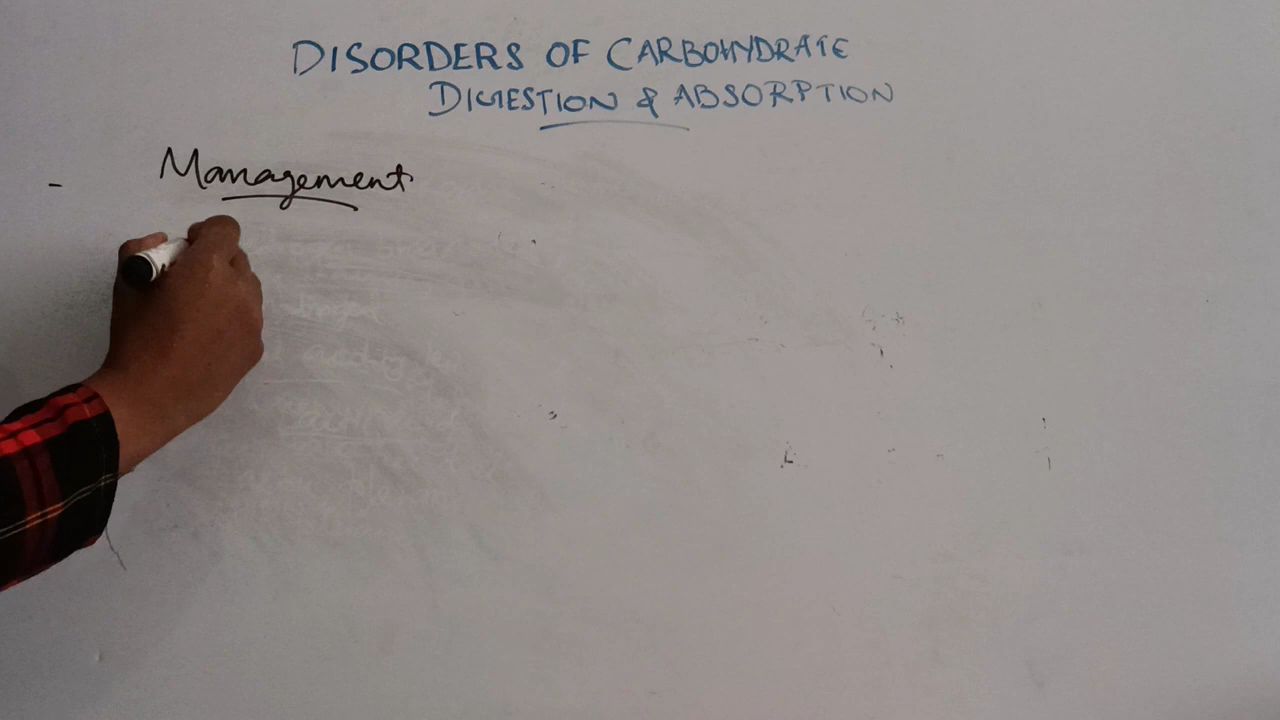 DISORDERS OF CARBOHYDRATE
DIGESTION & ABSORPTION
Management